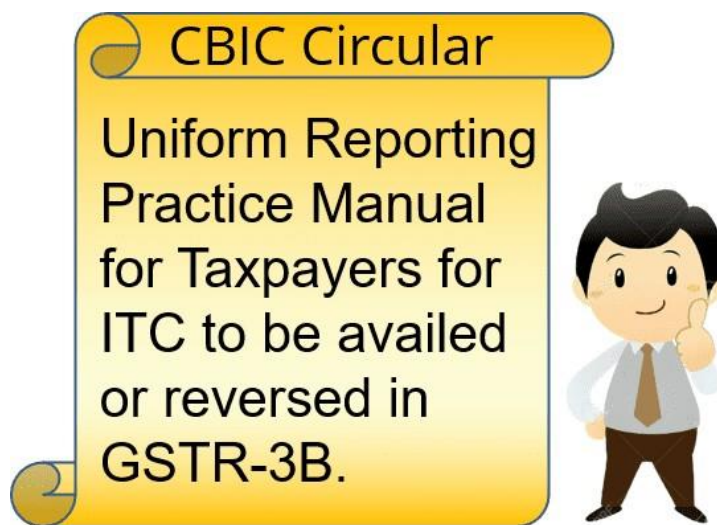 CBIC Circular
Uniform Reporting
Practice Manual
for Taxpayers for
ITC to be availed
or reversed in
GSTR-3B.